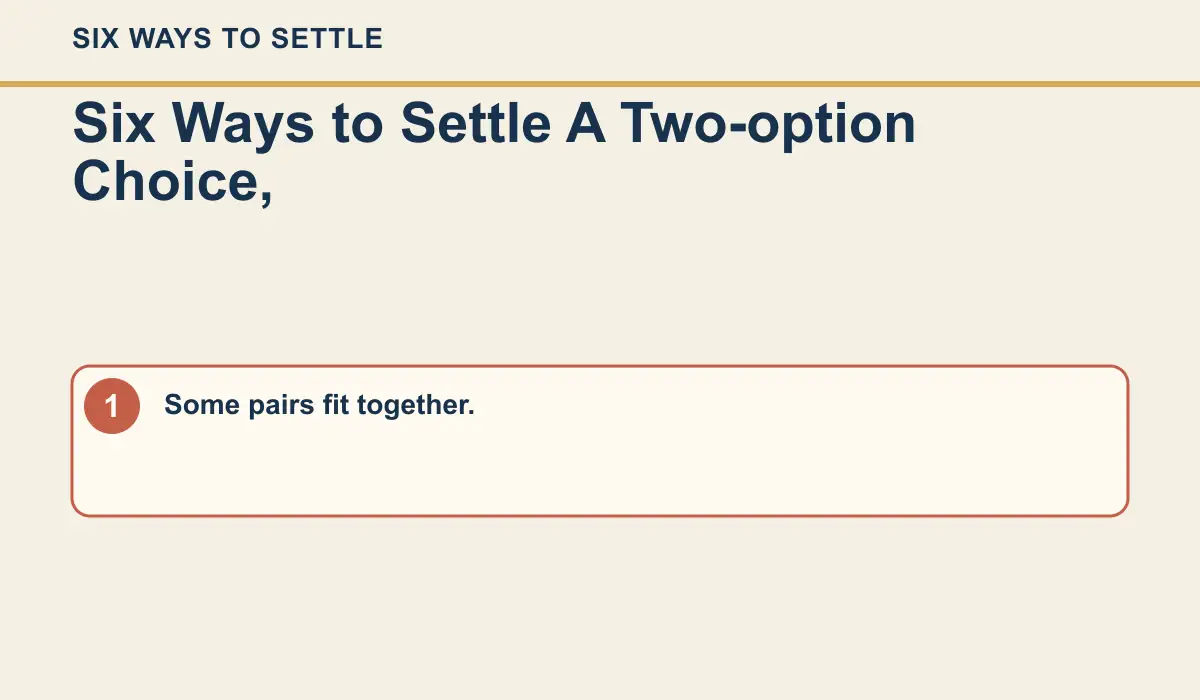 SIX WAYS TO SETTLE
Six Ways to Settle A Two-option
Choice,
1
Some pairs fit together.